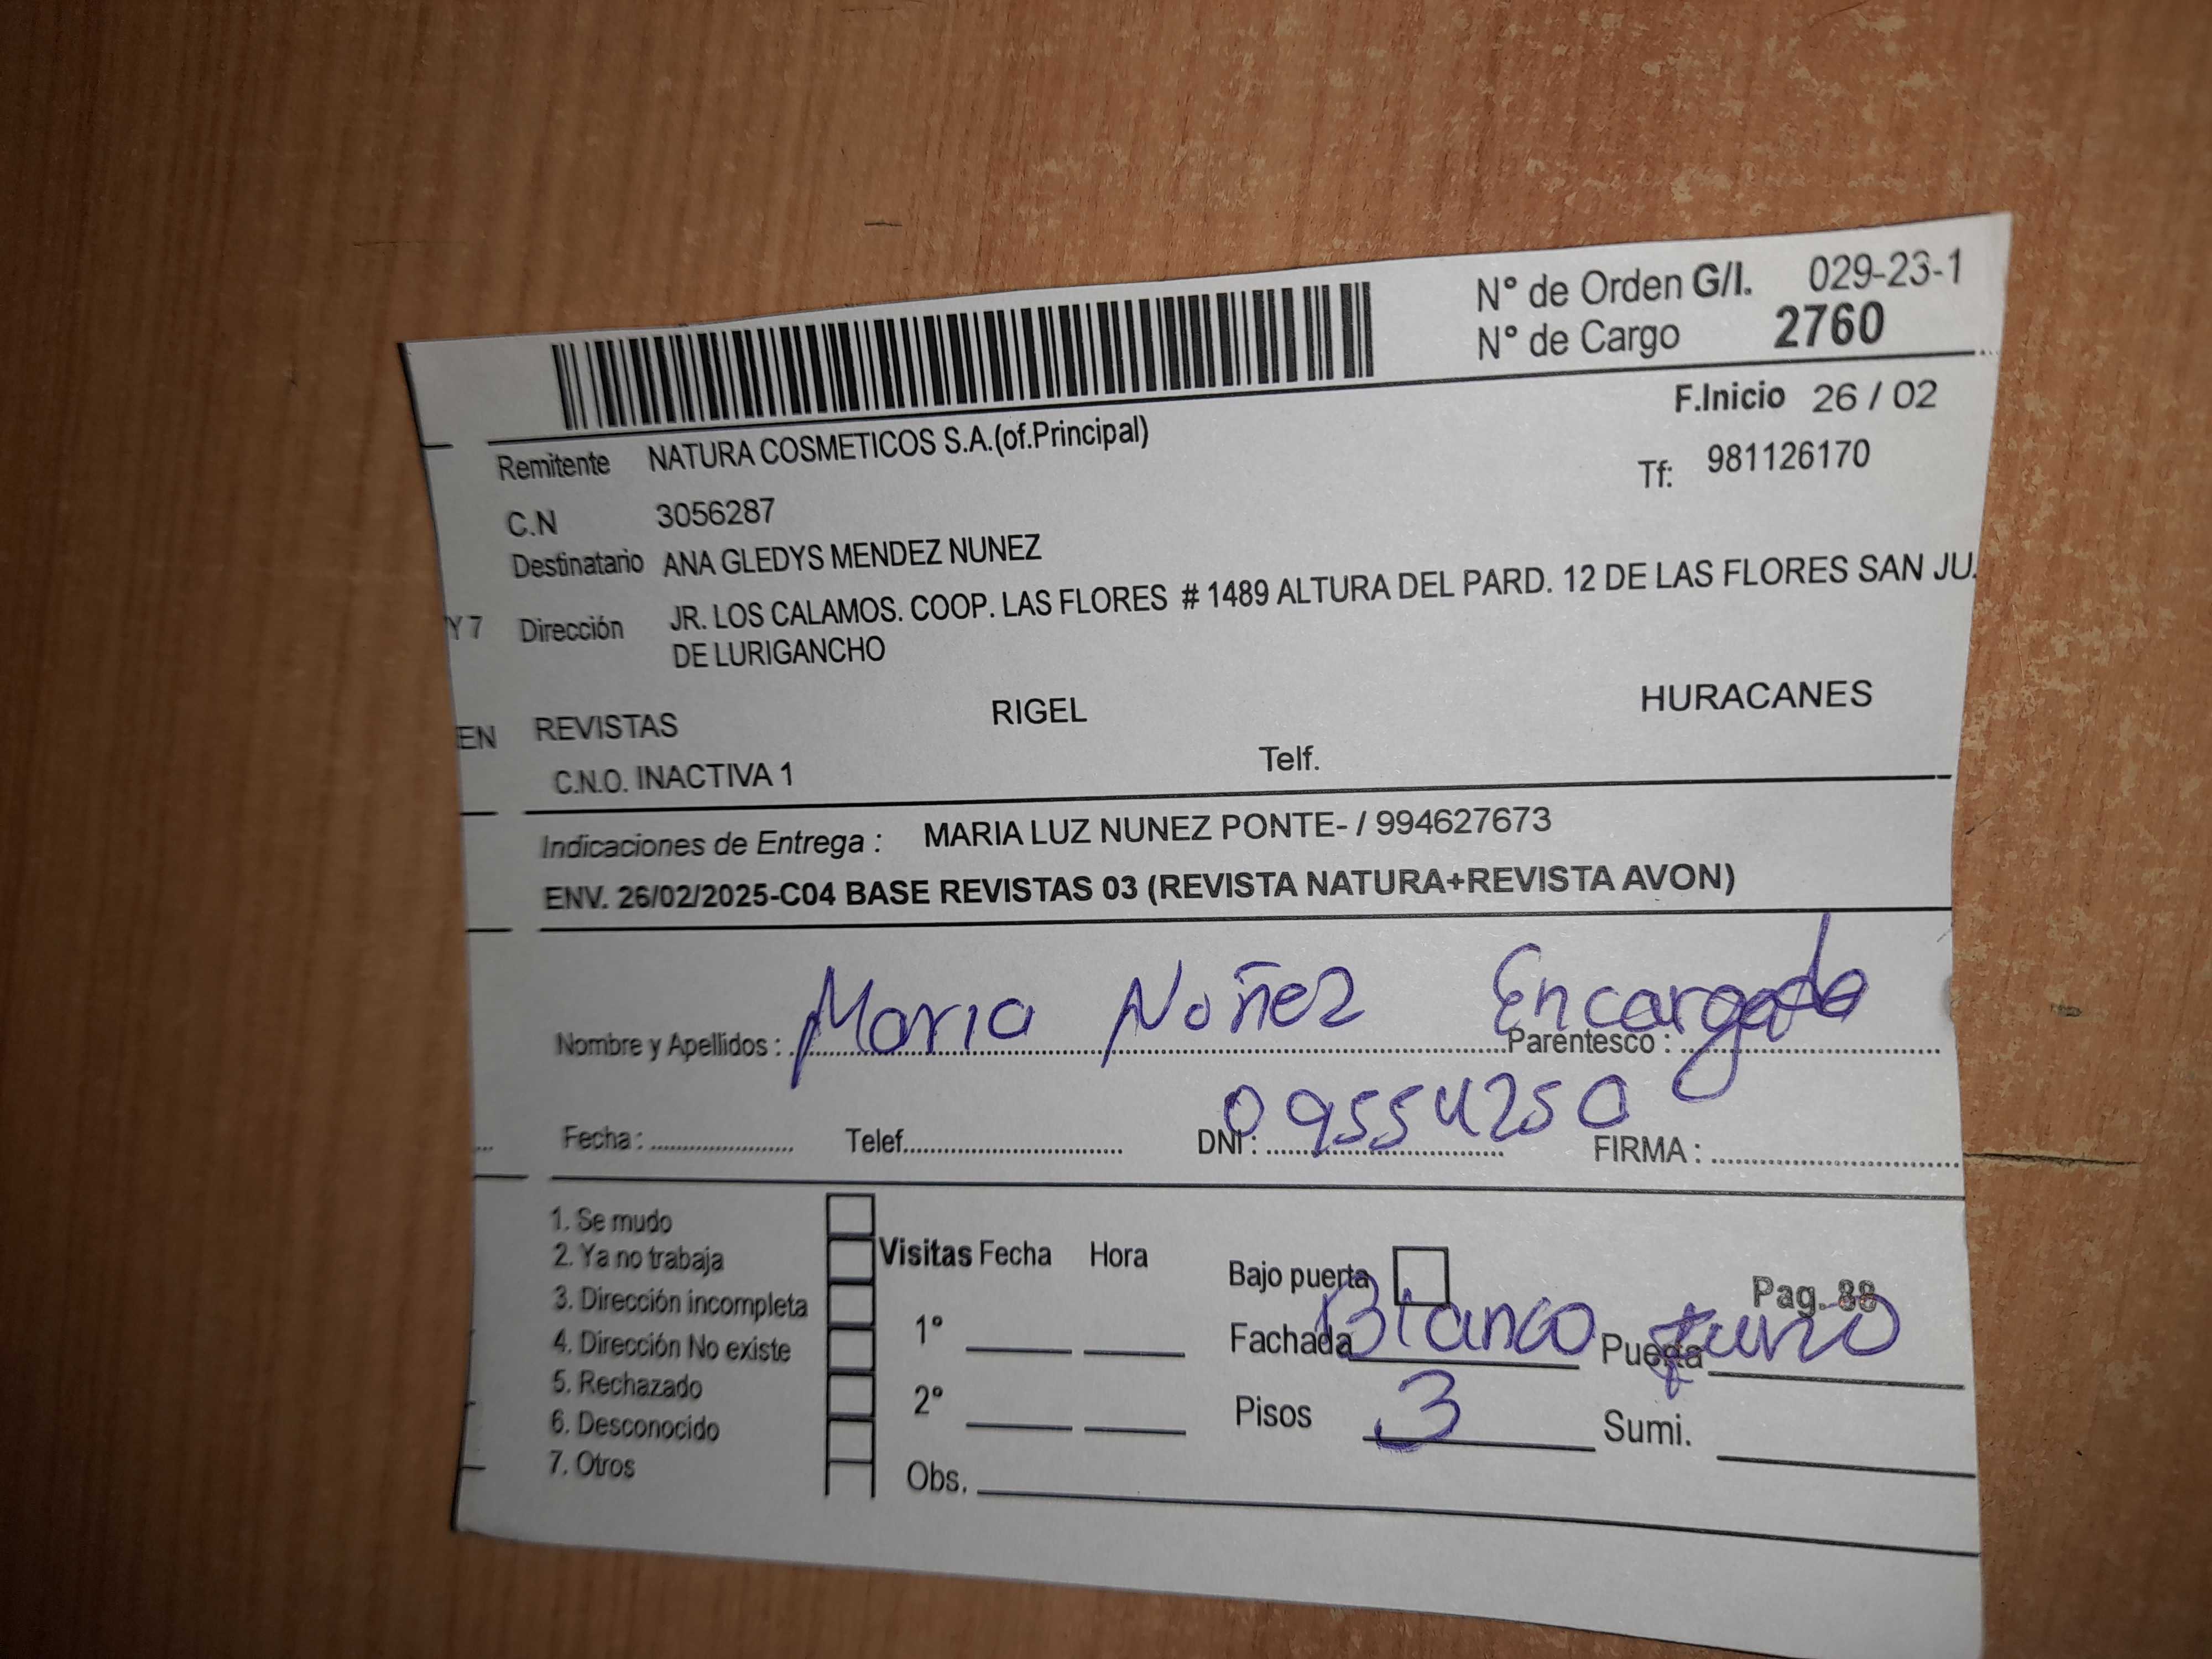 N° de Orden G/I. 029-23-1
N° de Cargo 2760
F.Inicio 26 / 02
Remitente NATURA COSMETICOS S.A.(of.Principal)
Tf: 981126170
C.N 3056287
Destinatario ANA GLEDYS MENDEZ NUNEZ
Y 7 Dirección JR. LOS CALAMOS. COOP. LAS FLORES # 1489 ALTURA DEL PARD. 12 DE LAS FLORES SAN JU.
DE LURIGANCHO
EN REVISTAS RIGEL HURACANES
C.N.O. INACTIVA 1 Telf.
Indicaciones de Entrega : MARIA LUZ NUNEZ PONTE- / 994627673
ENV. 26/02/2025-C04 BASE REVISTAS 03 (REVISTA NATURA+REVISTA AVON)
Nombre y Apellidos : Maria Noñez Parentesco : Encargada
Fecha : Telef. DNI : 09554250 FIRMA :
1. Se mudo
2. Ya no trabaja
3. Dirección incompleta
4. Dirección No existe
5. Rechazado
6. Desconocido
7. Otros
Visitas Fecha Hora
1°
2°
Obs.
Bajo puerta Pag. 88
Fachada Blanco Puerta
Pisos 3 Sumi.